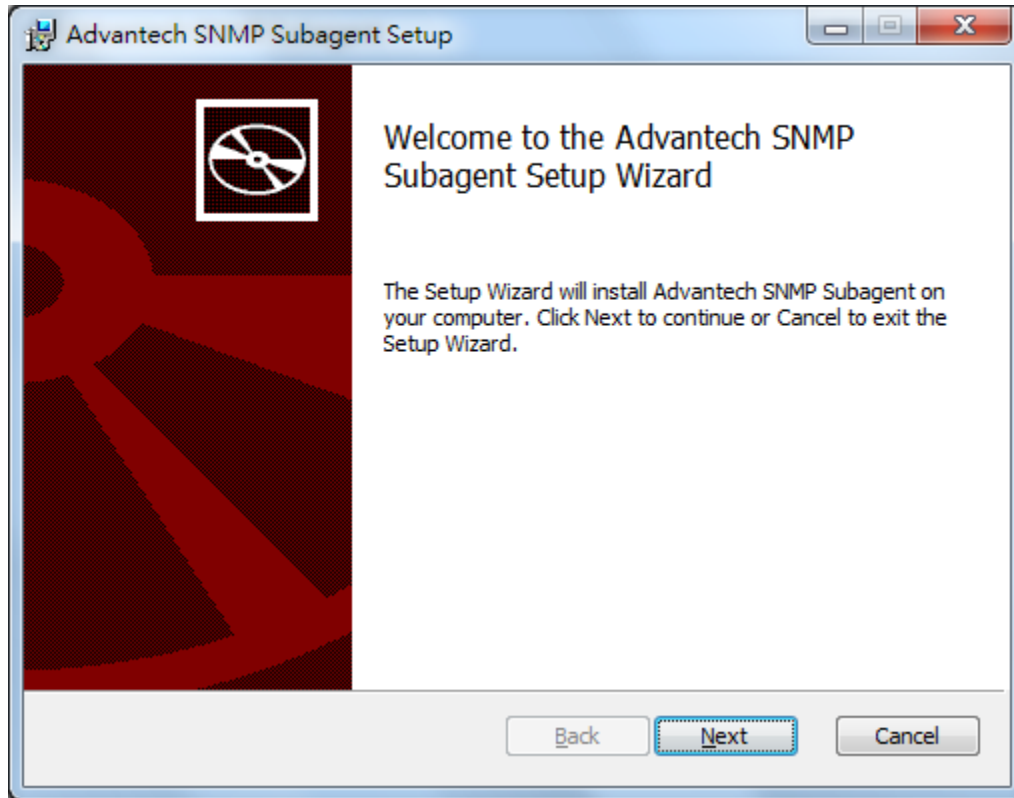 Advantech SNMP Subagent Setup
Welcome to the Advantech SNMP
Subagent Setup Wizard
The Setup Wizard will install Advantech SNMP Subagent on
your computer. Click Next to continue or Cancel to exit the
Setup Wizard.
Back Next Cancel